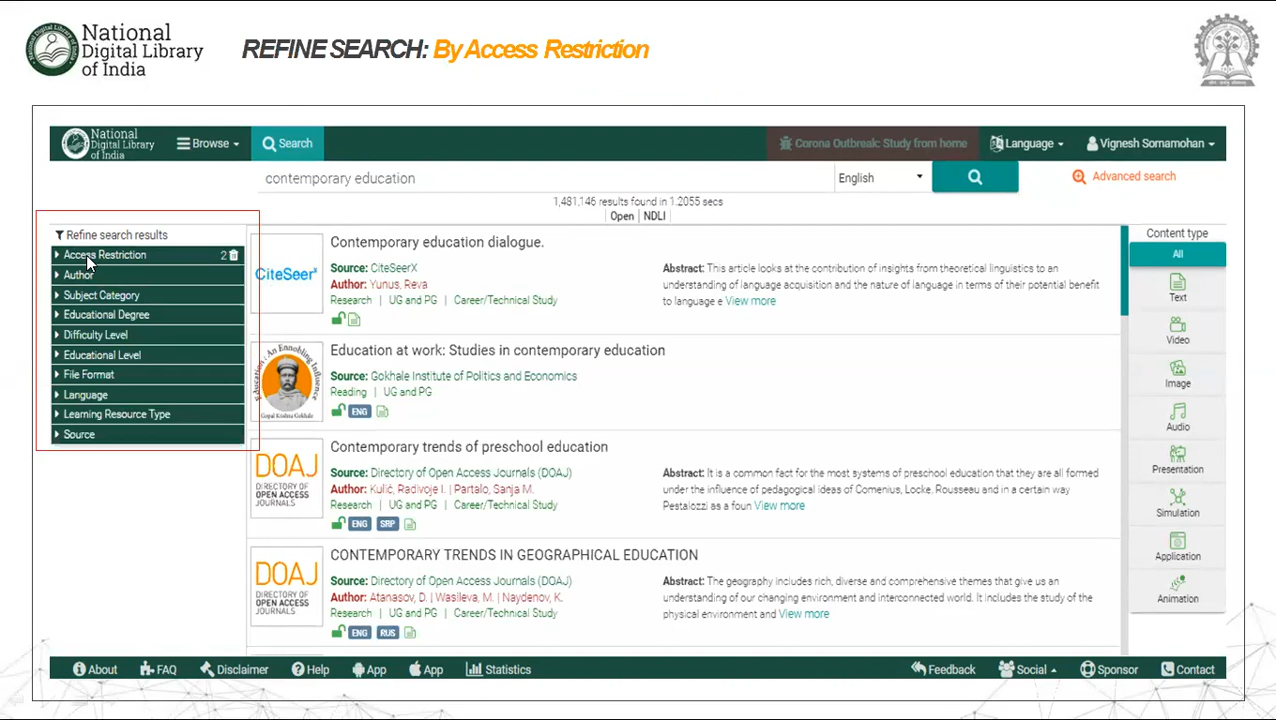 National
Digital Library
of India
REFINE SEARCH: By Access Restriction
National
Digital Library
of India
Browse
Search
Corona Outbreak: Study from home
Language
Vignesh Sornamohan
contemporary education
English
Advanced search
1,481,146 results found in 1.2055 secs
Open | NDLI
Refine search results
Access Restriction 2
Author
Subject Category
Educational Degree
Difficulty Level
Educational Level
File Format
Language
Learning Resource Type
Source
CiteSeerX
Contemporary education dialogue.
Source: CiteSeerX
Author: Yunus, Reva
Research | UG and PG | Career/Technical Study
Abstract: This article looks at the contribution of insights from theoretical linguistics to an
understanding of language acquisition and the nature of language in terms of their potential benefit
to language e View more
Education : An Ennobling Influence
Gopal Krishna Gokhale
Education at work: Studies in contemporary education
Source: Gokhale Institute of Politics and Economics
Reading | UG and PG
ENG
DOAJ
DIRECTORY OF
OPEN ACCESS
JOURNALS
Contemporary trends of preschool education
Source: Directory of Open Access Journals (DOAJ)
Author: Kulić, Radivoje I. | Partalo, Sanja M.
Research | UG and PG | Career/Technical Study
ENG SRP
Abstract: It is a common fact for the most systems of preschool education that they are all formed
under the influence of pedagogical ideas of Comenius, Locke, Rousseau and in a certain way
Pestalozzi as a foun View more
DOAJ
DIRECTORY OF
OPEN ACCESS
JOURNALS
CONTEMPORARY TRENDS IN GEOGRAPHICAL EDUCATION
Source: Directory of Open Access Journals (DOAJ)
Author: Atanasov, D. | Wasileva, M. | Naydenov, K.
Research | UG and PG | Career/Technical Study
ENG RUS
Abstract: The geography includes rich, diverse and comprehensive themes that give us an
understanding of our changing environment and interconnected world. It includes the study of the
physical environment and View more
Content type
All
Text
Video
Image
Audio
Presentation
Simulation
Application
Animation
About
FAQ
Disclaimer
Help
App
App
Statistics
Feedback
Social
Sponsor
Contact